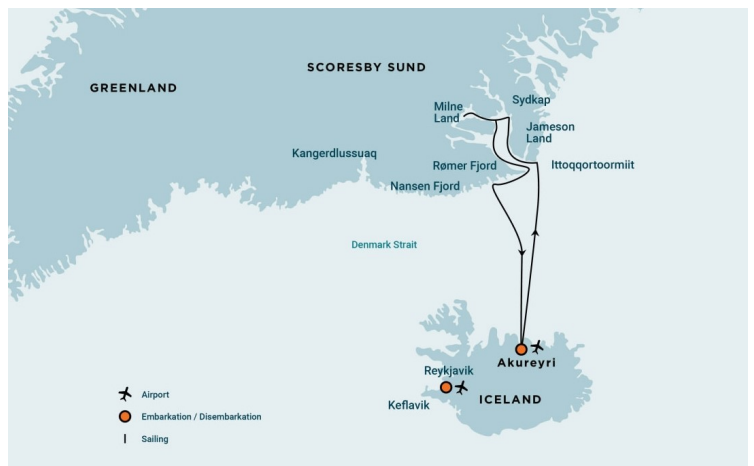 SCORESBY SUND
GREENLAND
Sydkap
Milne
Land
Jameson
Land
Kangerdlussuaq
Rømer Fjord
Ittoqqortoormiit
Nansen Fjord
Denmark Strait
Akureyri
Reykjavik
Keflavik
ICELAND
Airport
Embarkation / Disembarkation
Sailing